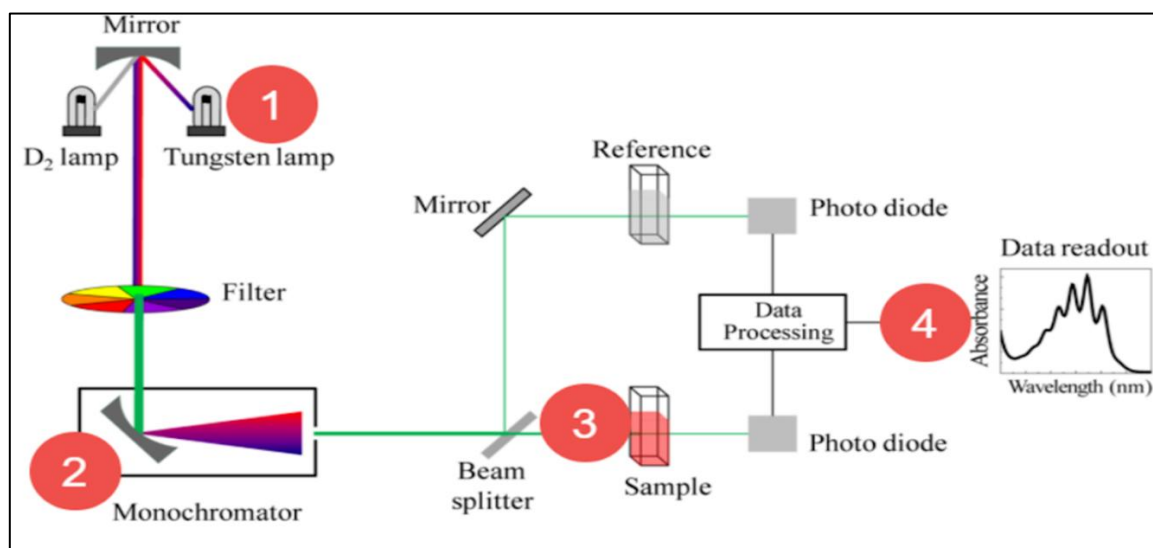 Mirror
1
D₂ lamp
Tungsten lamp
Reference
Mirror
Photo diode
Data readout
Filter
Data
Processing
4
Absorbance
Wavelength (nm)
3
2
Beam
splitter
Sample
Photo diode
Monochromator